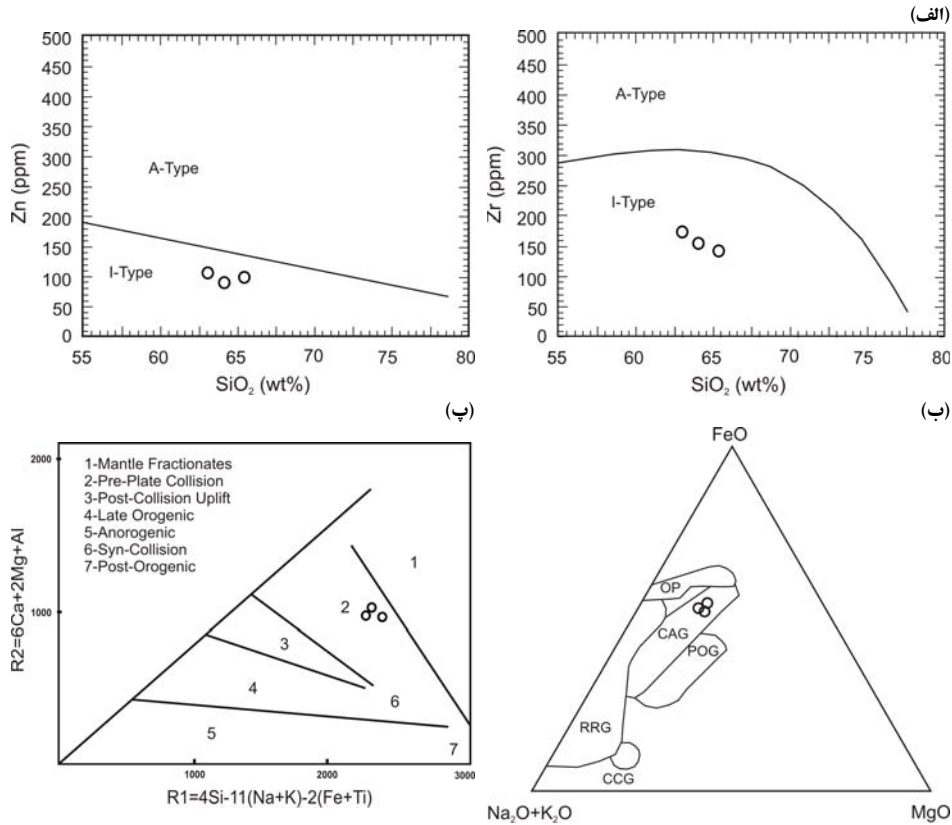 (الف)
500
450
400
350
300
250
200
150
100
50
0
Zn (ppm)
A-Type
I-Type
55
60
65
70
75
80
SiO₂ (wt%)
500
450
400
350
300
250
200
150
100
50
0
Zr (ppm)
A-Type
I-Type
55
60
65
70
75
80
SiO₂ (wt%)
(پ)
2000
1000
R2=6Ca+2Mg+Al
1-Mantle Fractionates
2-Pre-Plate Collision
3-Post-Collision Uplift
4-Late Orogenic
5-Anorogenic
6-Syn-Collision
7-Post-Orogenic
1
2
3
4
6
5
7
1000
2000
3000
R1=4Si-11(Na+K)-2(Fe+Ti)
(ب)
FeO
OP
CAG
POG
RRG
CCG
Na₂O+K₂O
MgO